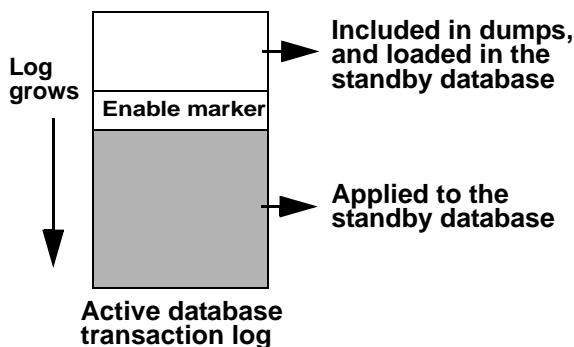 Included in dumps,
and loaded in the
standby database
Log
grows
Enable marker
Applied to the
standby database
Active database
transaction log